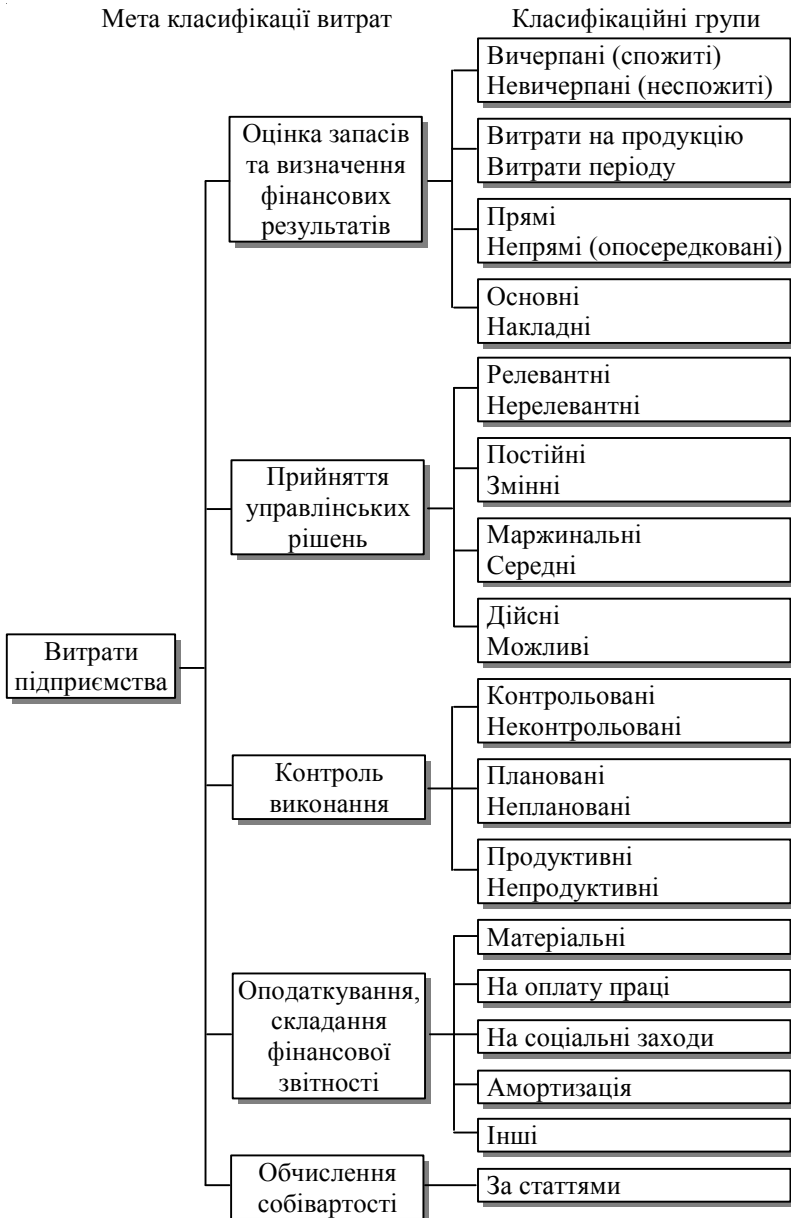 Мета класифікації витрат
Класифікаційні групи
Витрати
підприємства
Оцінка запасів
та визначення
фінансових
результатів
Вичерпані (спожиті)
Невичерпані (неспожиті)
Витрати на продукцію
Витрати періоду
Прямі
Непрямі (опосередковані)
Основні
Накладні
Прийняття
управлінських
рішень
Релевантні
Нерелевантні
Постійні
Змінні
Маржинальні
Середні
Дійсні
Можливі
Контроль
виконання
Контрольовані
Неконтрольовані
Плановані
Неплановані
Продуктивні
Непродуктивні
Оподаткування,
складання
фінансової
звітності
Матеріальні
На оплату праці
На соціальні заходи
Амортизація
Інші
Обчислення
собівартості
За статтями